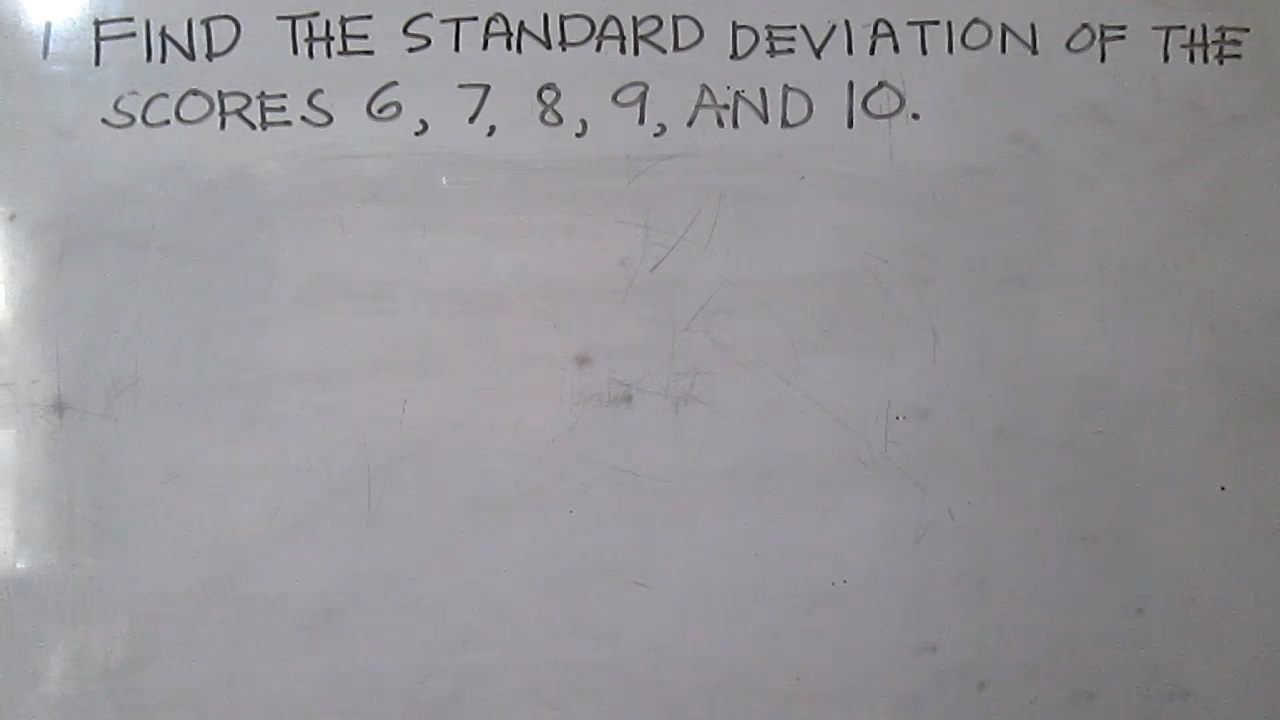 1 FIND THE STANDARD DEVIATION OF THE
SCORES 6, 7, 8, 9, AND 10.